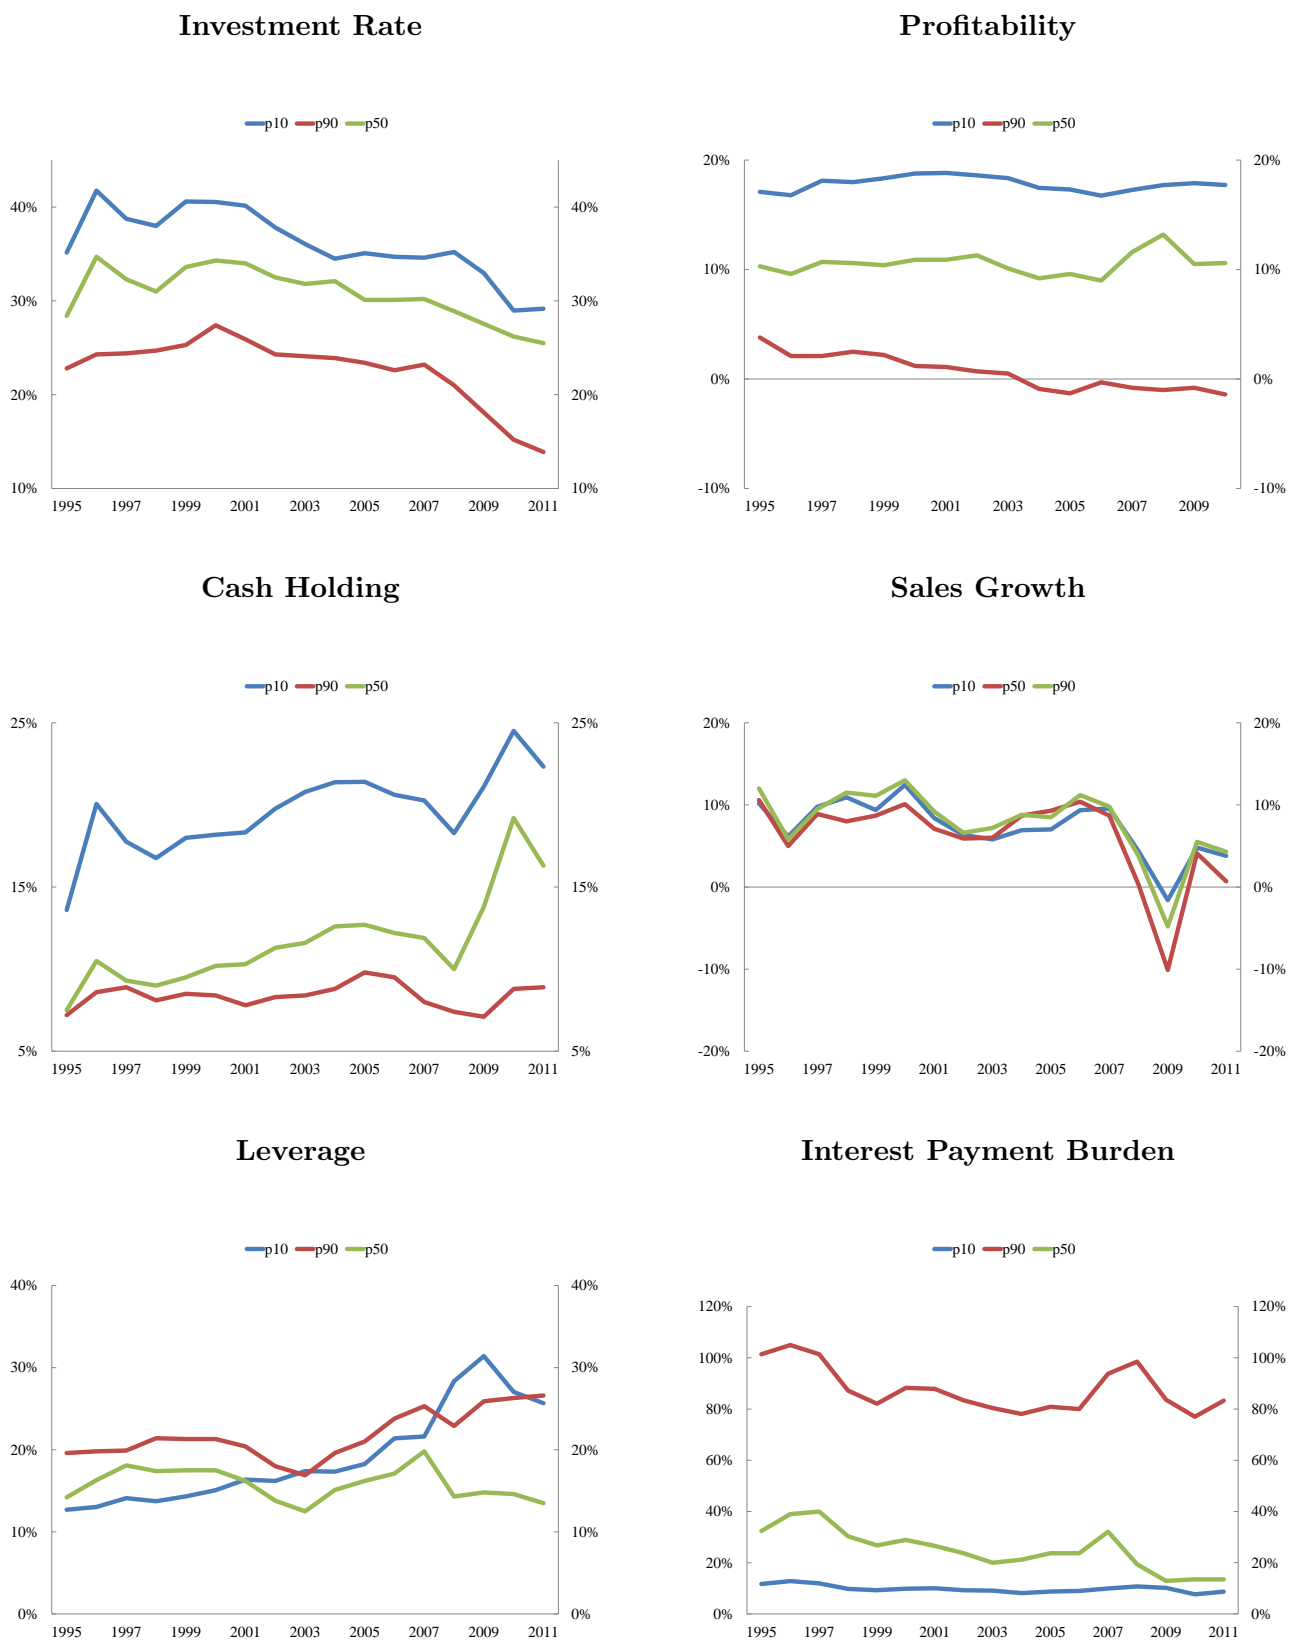 Investment Rate
p10 p90 p50
40% 40%
30% 30%
20% 20%
10% 10%
1995 1997 1999 2001 2003 2005 2007 2009 2011
Profitability
p10 p90 p50
20% 20%
10% 10%
0% 0%
-10% -10%
1995 1997 1999 2001 2003 2005 2007 2009
Cash Holding
p10 p90 p50
25% 25%
15% 15%
5% 5%
1995 1997 1999 2001 2003 2005 2007 2009 2011
Sales Growth
p10 p50 p90
20% 20%
10% 10%
0% 0%
-10% -10%
-20% -20%
1995 1997 1999 2001 2003 2005 2007 2009 2011
Leverage
p10 p90 p50
40% 40%
30% 30%
20% 20%
10% 10%
0% 0%
1995 1997 1999 2001 2003 2005 2007 2009 2011
Interest Payment Burden
p10 p90 p50
120% 120%
100% 100%
80% 80%
60% 60%
40% 40%
20% 20%
0% 0%
1995 1997 1999 2001 2003 2005 2007 2009 2011